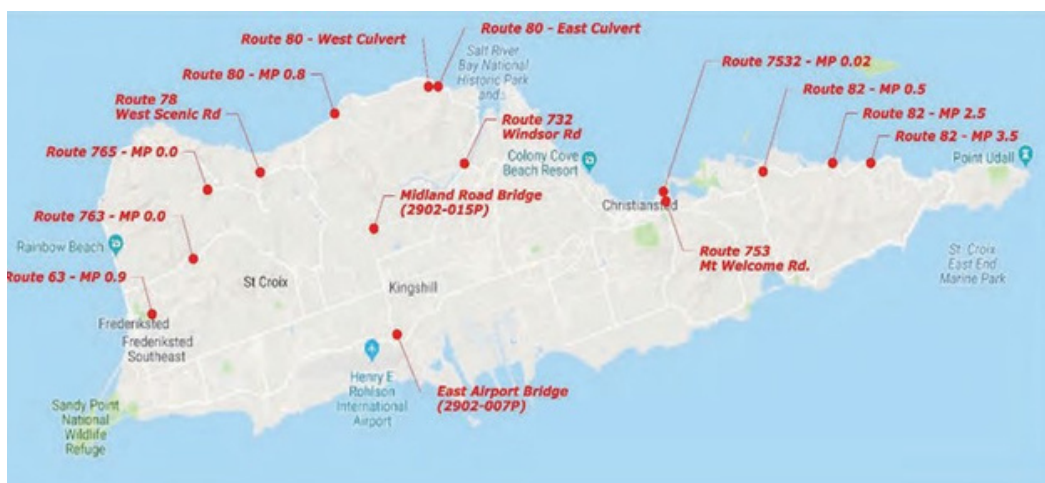 Route 80 - West Culvert
Route 80 - East Culvert
Salt River
Bay National
Historic Park
and...
Route 80 - MP 0.8
Route 7532 - MP 0.02
Route 82 - MP 0.5
Route 78
West Scenic Rd
Route 82 - MP 2.5
Route 732
Windsor Rd
Route 82 - MP 3.5
Route 765 - MP 0.0
Colony Cove
Beach Resort
Point Udall
Midland Road Bridge
(2902-015P)
Christiansted
Route 763 - MP 0.0
Rainbow Beach
Route 753
Mt Welcome Rd.
St. Croix
East End
Marine Park
Route 63 - MP 0.9
St Croix
Kingshill
Frederiksted
Frederiksted
Southeast
Henry E
Rohlsen
International
Airport
East Airport Bridge
(2902-007P)
Sandy Point
National
Wildlife
Refuge